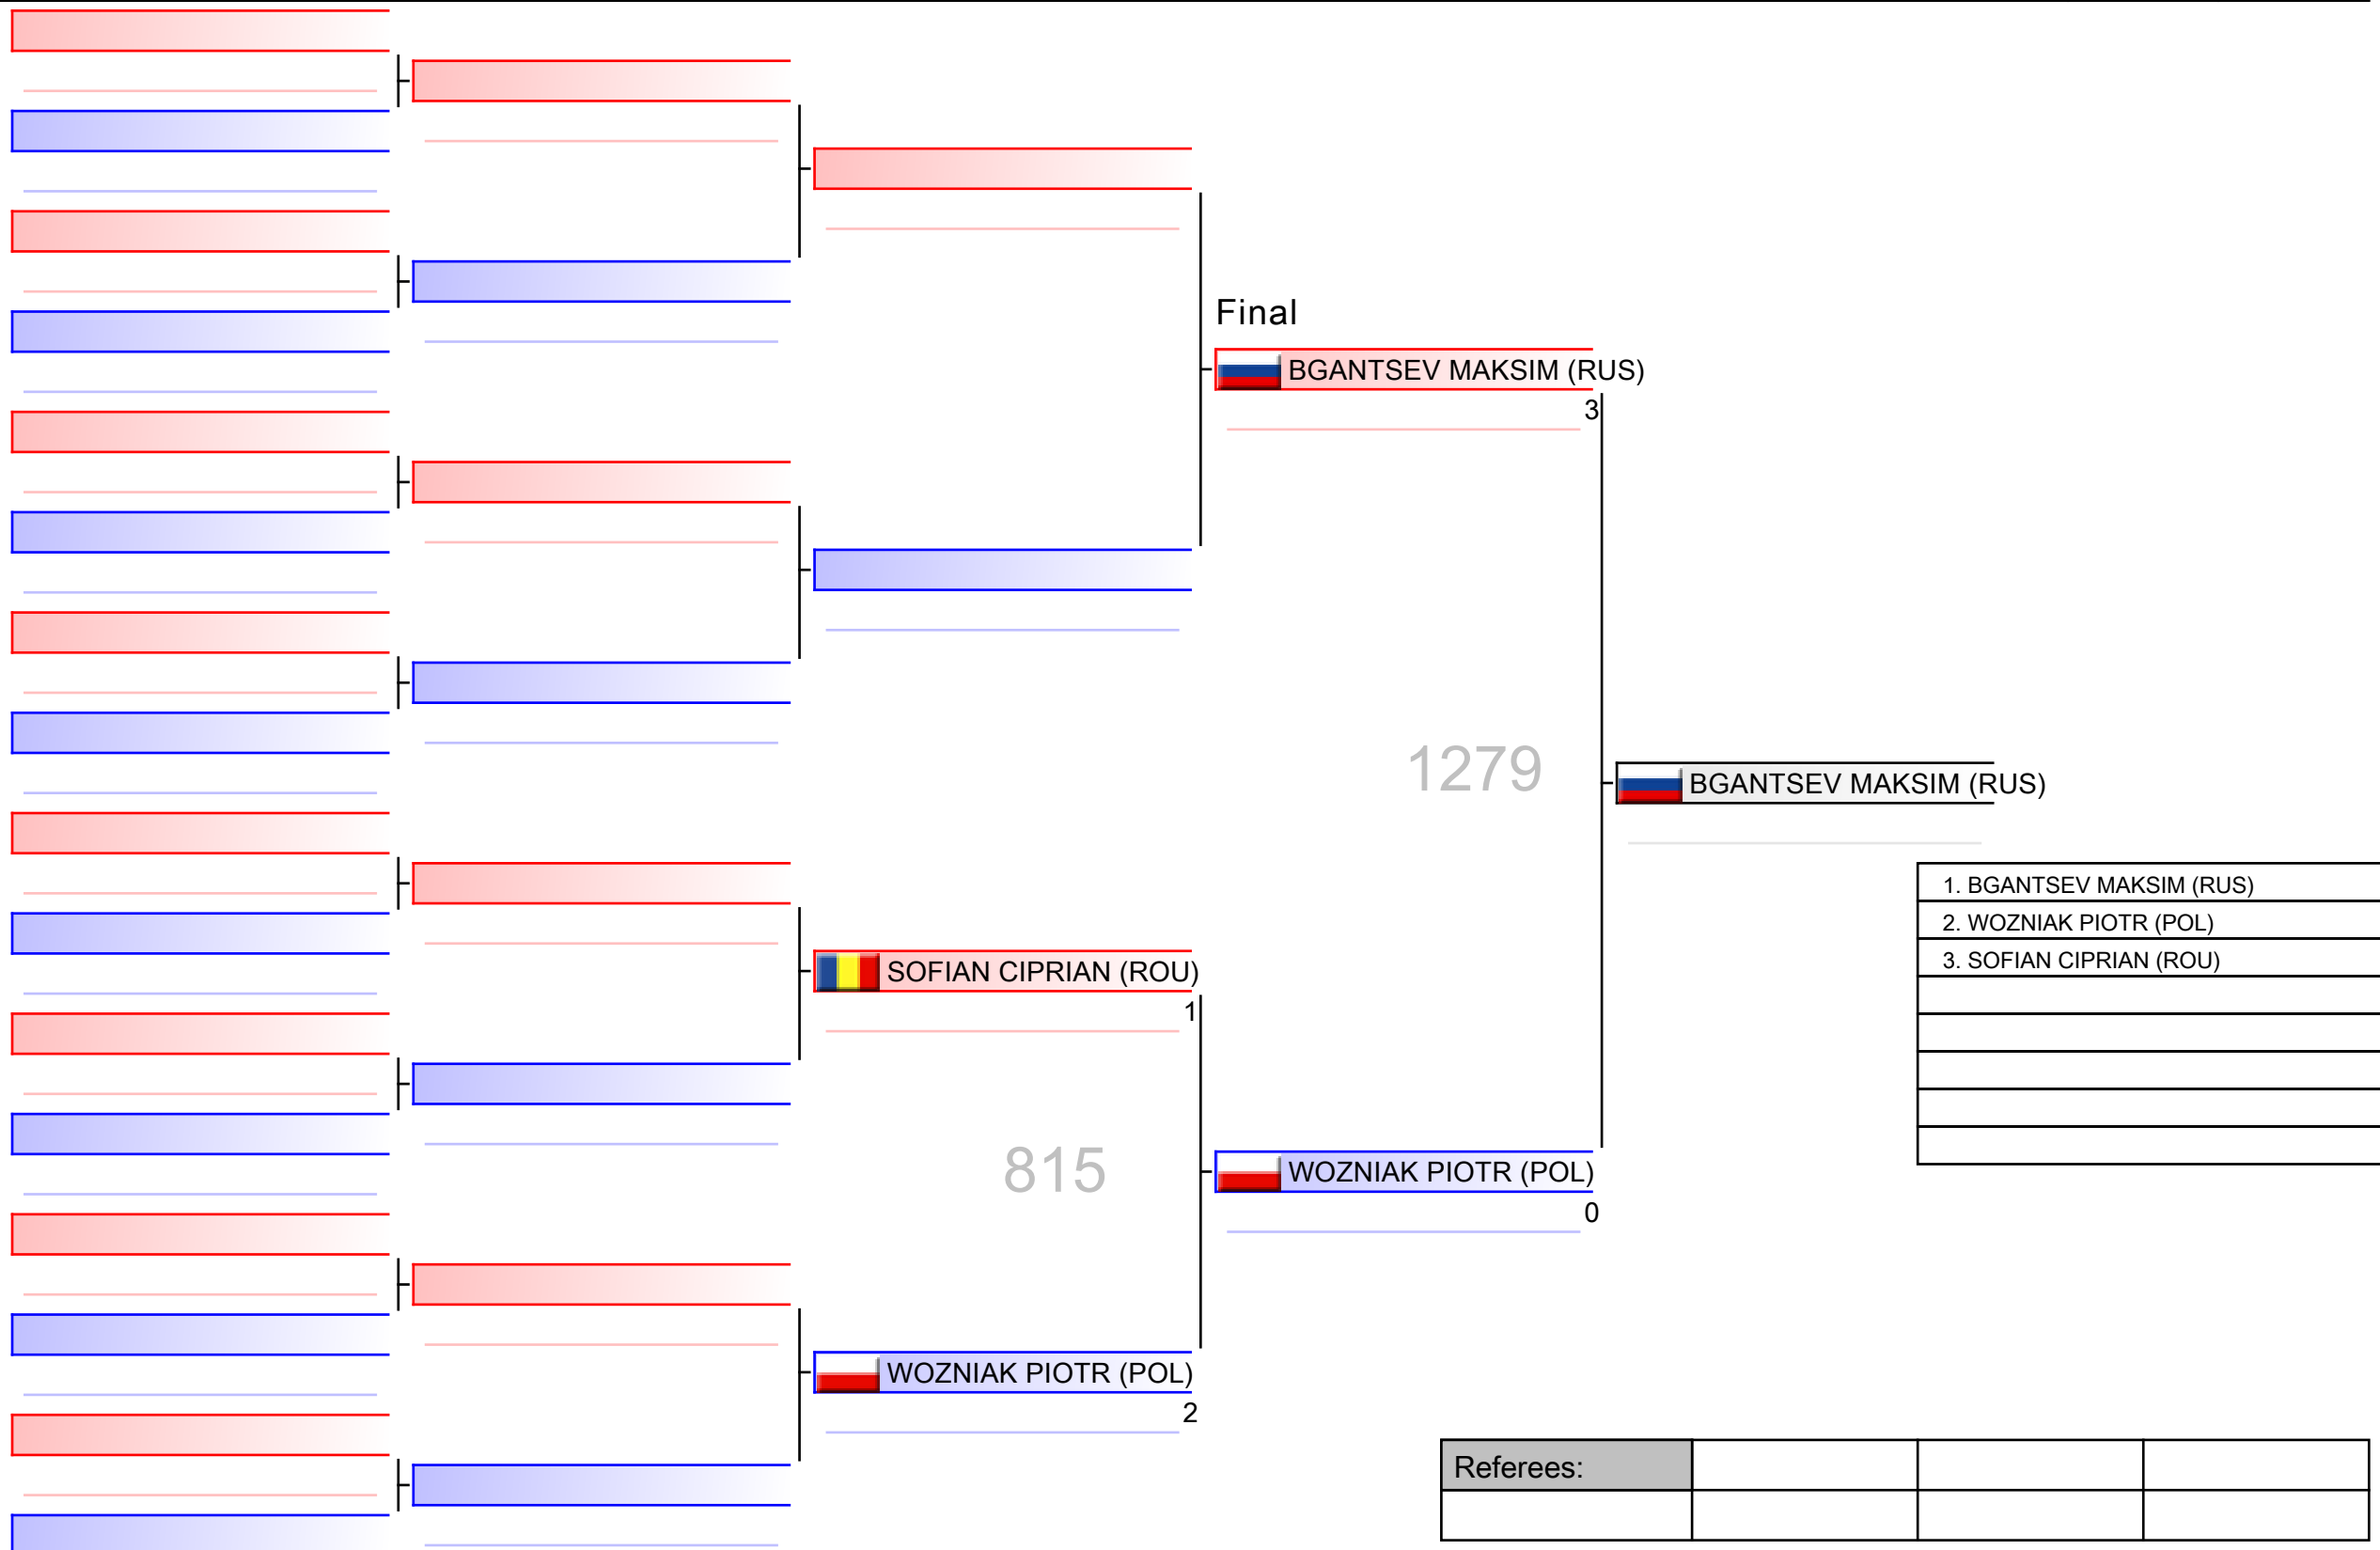 Final
BGANTSEV MAKSIM (RUS)
3
1279
BGANTSEV MAKSIM (RUS)
1. BGANTSEV MAKSIM (RUS)
2. WOZNIAK PIOTR (POL)
3. SOFIAN CIPRIAN (ROU)
SOFIAN CIPRIAN (ROU)
1
815
WOZNIAK PIOTR (POL)
0
WOZNIAK PIOTR (POL)
2
Referees: